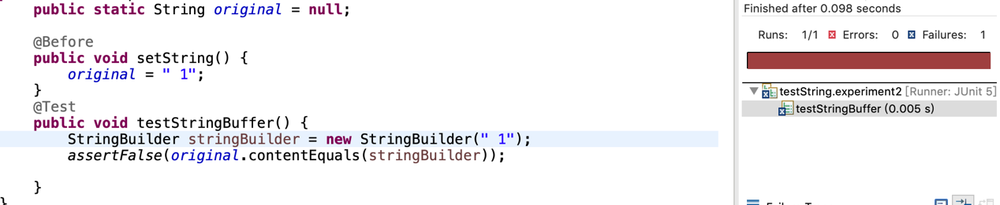 public static String original = null;
@Before
public void setString() {
original = " 1";
}
@Test
public void testStringBuffer() {
StringBuilder stringBuilder = new StringBuilder(" 1");
assertFalse(original.contentEquals(stringBuilder));
}
}
Finished after 0.098 seconds
Runs: 1/1 Errors: 0 Failures: 1
testString.experiment2 [Runner: JUnit 5]
testStringBuffer (0.005 s)